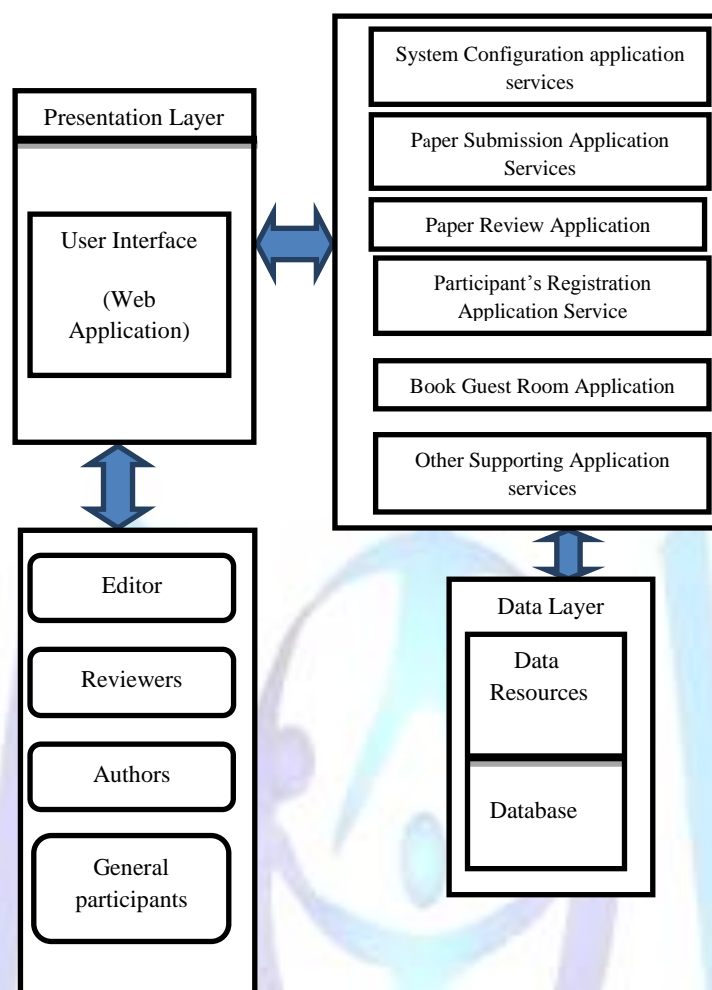 Presentation Layer
User Interface
(Web
Application)
System Configuration application
services
Paper Submission Application
Services
Paper Review Application
Participant’s Registration
Application Service
Book Guest Room Application
Other Supporting Application
services
Editor
Reviewers
Authors
General
participants
Data Layer
Data
Resources
Database